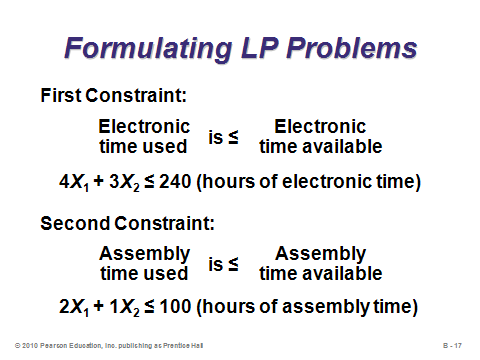 Formulating LP Problems
First Constraint:
Electronic time used is ≤ Electronic time available
4X₁ + 3X₂ ≤ 240 (hours of electronic time)
Second Constraint:
Assembly time used is ≤ Assembly time available
2X₁ + 1X₂ ≤ 100 (hours of assembly time)
© 2010 Pearson Education, Inc. publishing as Prentice Hall
B - 17